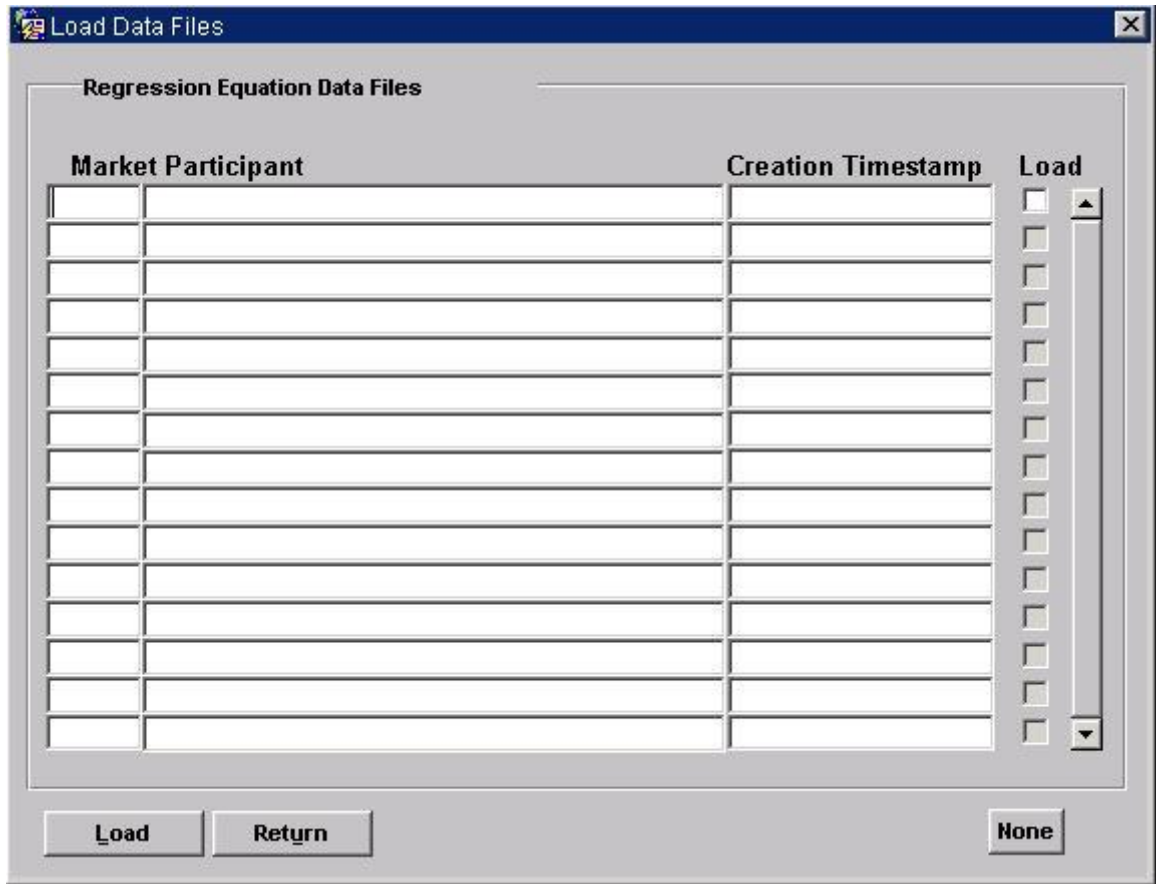 Load Data Files
Regression Equation Data Files
Market Participant Creation Timestamp Load
Load Return None